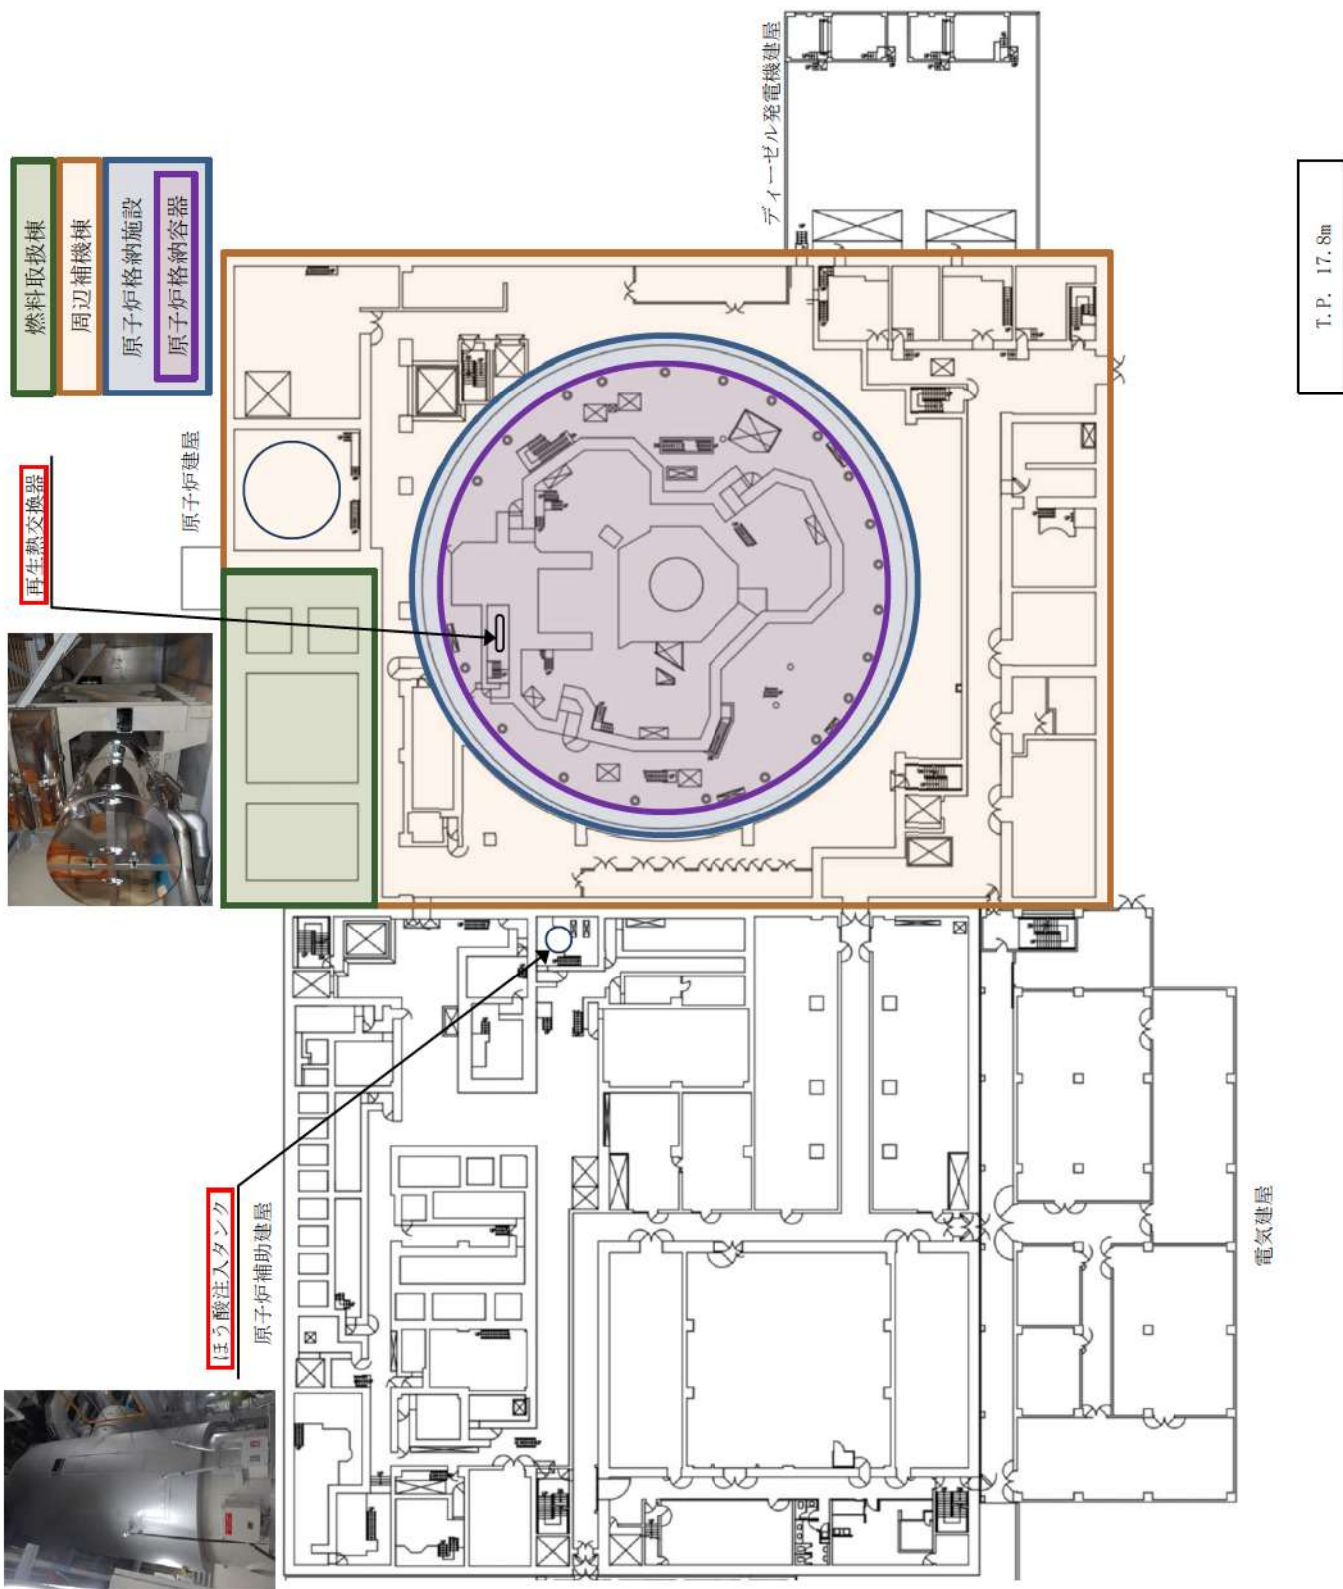 燃料取扱棟
周辺補機棟
原子炉格納施設
原子炉格納容器
再生熱交換器
原子炉建屋
ディーゼル発電機建屋
ほう酸注入タンク
原子炉補助建屋
電気建屋
T.P. 17.8m